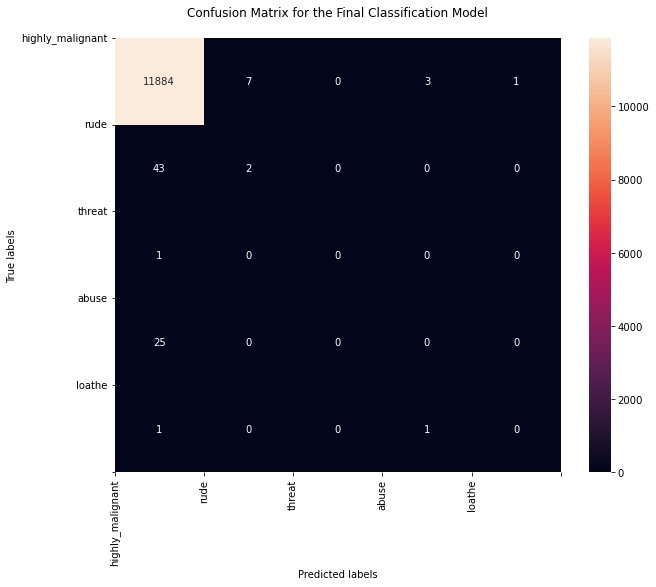 Confusion Matrix for the Final Classification Model
highly_malignant
11884 7 0 3 1
10000
rude
43 2 0 0 0
8000
threat
True labels
1 0 0 0 0
6000
abuse
4000
25 0 0 0 0
loathe
2000
1 0 0 1 0
0
highly_malignant rude threat abuse loathe
Predicted labels